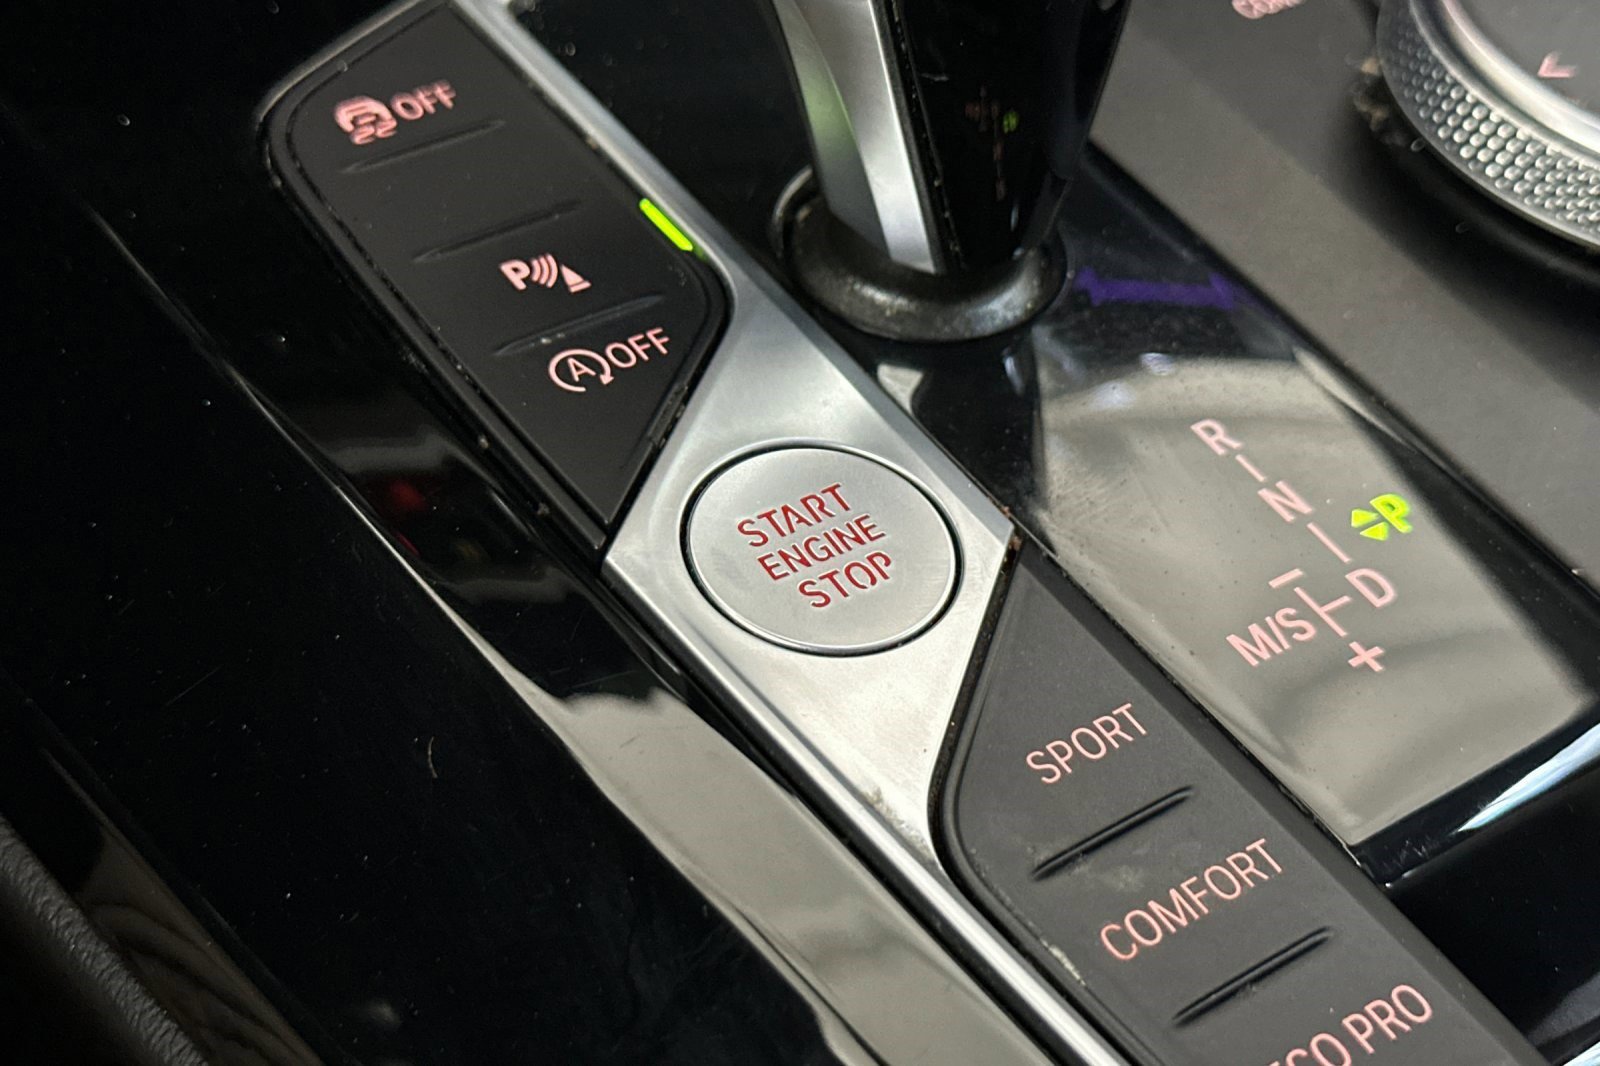 OFF
P
A OFF
START
ENGINE
STOP
R
N
P
D
M/S
+
SPORT
COMFORT
ECO PRO